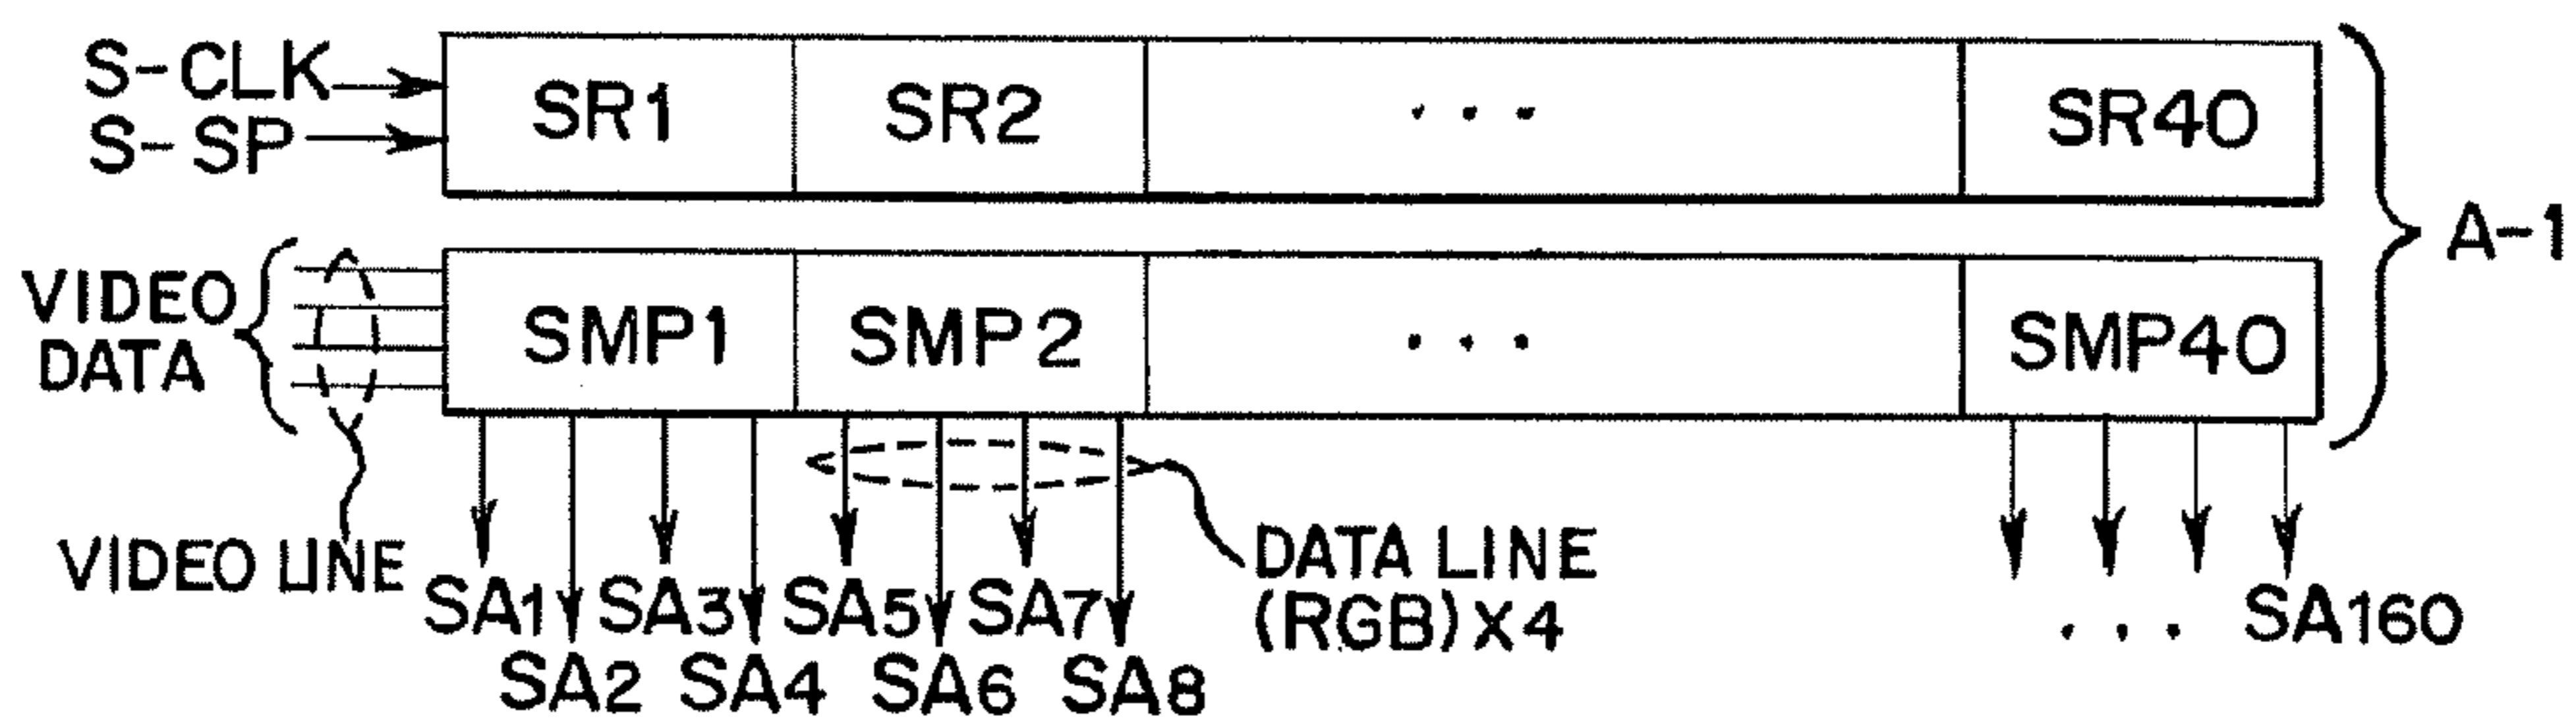 S-CLK
S-SP
SR1
SR2
. . .
SR40
A-1
VIDEO
DATA
SMP1
SMP2
. . .
SMP40
VIDEO LINE
DATA LINE
(RGB)X4
SA1
SA2
SA3
SA4
SA5
SA6
SA7
SA8
. . .
SA160